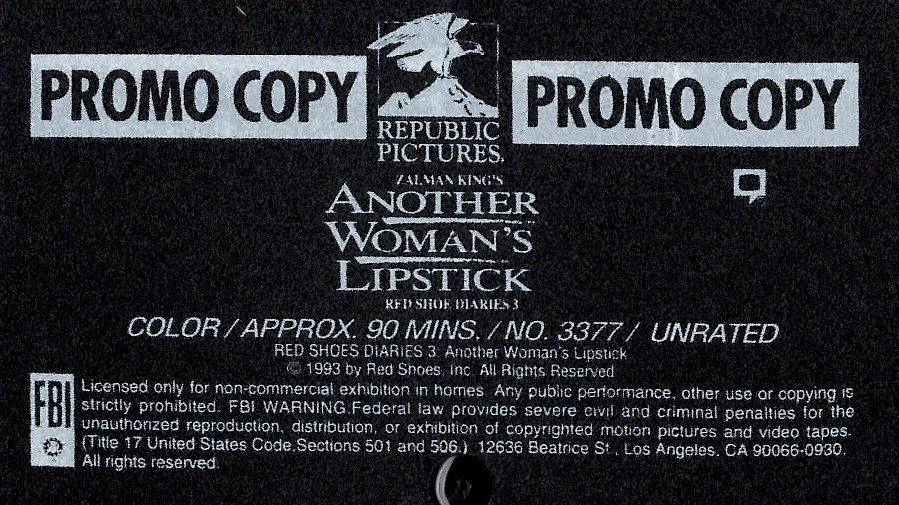 PROMO COPY
REPUBLIC
PICTURES.
PROMO COPY
ZALMAN KING'S
ANOTHER
WOMAN'S
LIPSTICK
RED SHOE DIARIES 3
COLOR / APPROX. 90 MINS. / NO. 3377 / UNRATED
RED SHOES DIARIES 3: Another Woman's Lipstick
© 1993 by Red Shoes, Inc. All Rights Reserved
FBI
Licensed only for non-commercial exhibition in homes. Any public performance, other use or copying is
strictly prohibited. FBI WARNING.Federal law provides severe civil and criminal penalties for the
unauthorized reproduction, distribution, or exhibition of copyrighted motion pictures and video tapes.
(Title 17 United States Code,Sections 501 and 506.) 12636 Beatrice St., Los Angeles, CA 90066-0930.
All rights reserved.